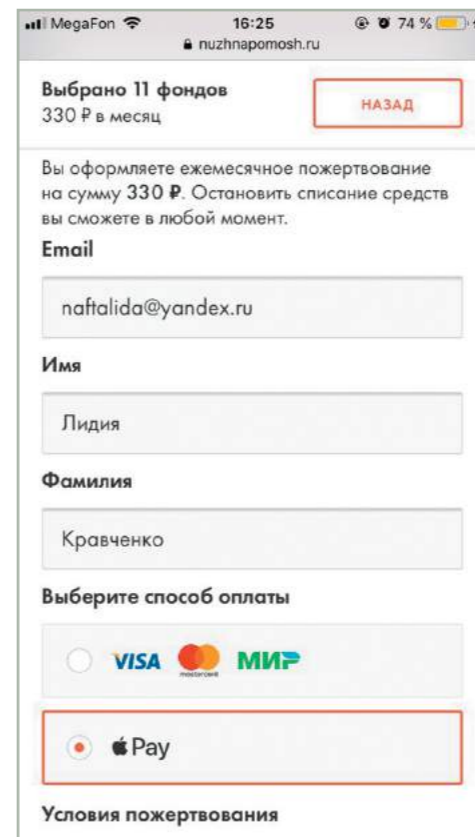 MegaFon 16:25 74 %
nuzhnapomosh.ru
Выбрано 11 фондов
330 ₽ в месяц
НАЗАД
Вы оформляете ежемесячное пожертвование
на сумму 330 ₽. Остановить списание средств
вы сможете в любой момент.
Email
naftalida@yandex.ru
Имя
Лидия
Фамилия
Кравченко
Выберите способ оплаты
VISA mastercard МИР
Pay
Условия пожертвования